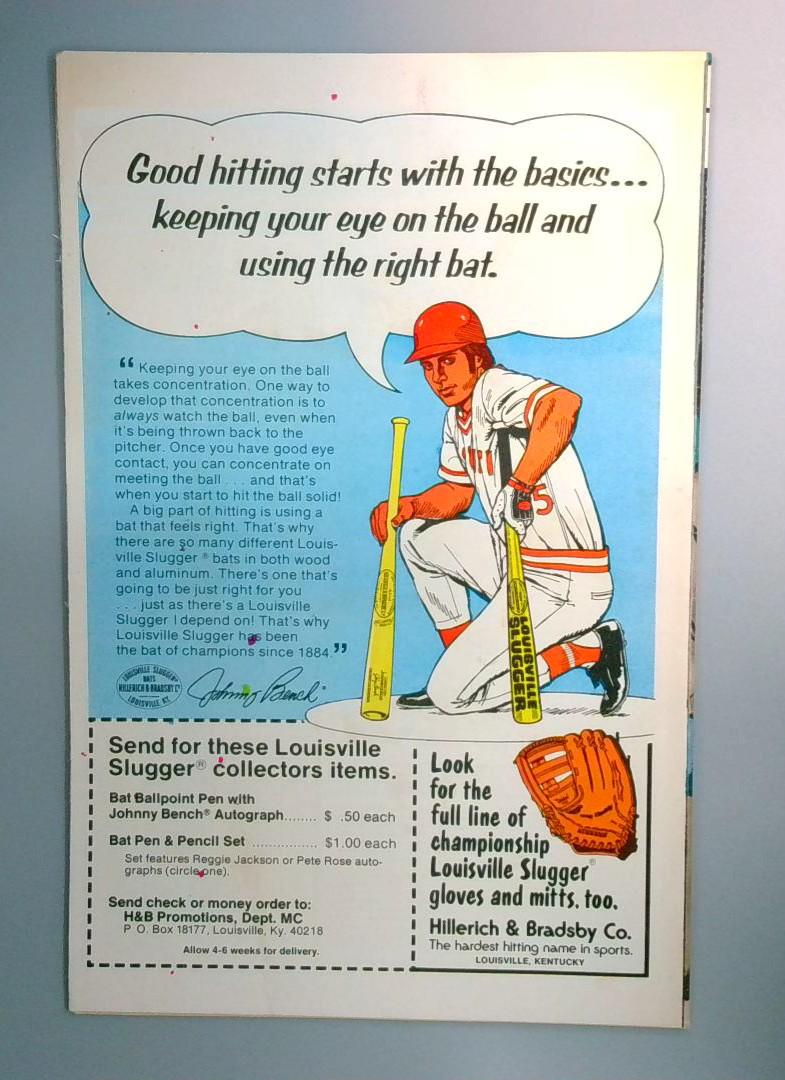 Good hitting starts with the basics...
keeping your eye on the ball and
using the right bat.
“ Keeping your eye on the ball
takes concentration. One way to
develop that concentration is to
always watch the ball, even when
it's being thrown back to the
pitcher. Once you have good eye
contact, you can concentrate on
meeting the ball . . . and that's
when you start to hit the ball solid!
A big part of hitting is using a
bat that feels right. That's why
there are so many different Louis-
ville Slugger ® bats in both wood
and aluminum. There's one that's
going to be just right for you
. . . just as there's a Louisville
Slugger I depend on! That's why
Louisville Slugger has been
the bat of champions since 1884.”
LOUISVILLE SLUGGER®
BATS
HILLERICH & BRADSBY Co
LOUISVILLE, KY.
Johnny Bench®
5
LOUISVILLE
SLUGGER
Send for these Louisville
Slugger® collectors items.
Bat Ballpoint Pen with
Johnny Bench® Autograph........ $ .50 each
Bat Pen & Pencil Set ................ $1.00 each
Set features Reggie Jackson or Pete Rose auto-
graphs (circle one).
Send check or money order to:
H&B Promotions, Dept. MC
P. O. Box 18177, Louisville, Ky. 40218
Allow 4-6 weeks for delivery.
Look
for the
full line of
championship
Louisville Slugger®
gloves and mitts, too.
Hillerich & Bradsby Co.
The hardest hitting name in sports.
LOUISVILLE, KENTUCKY